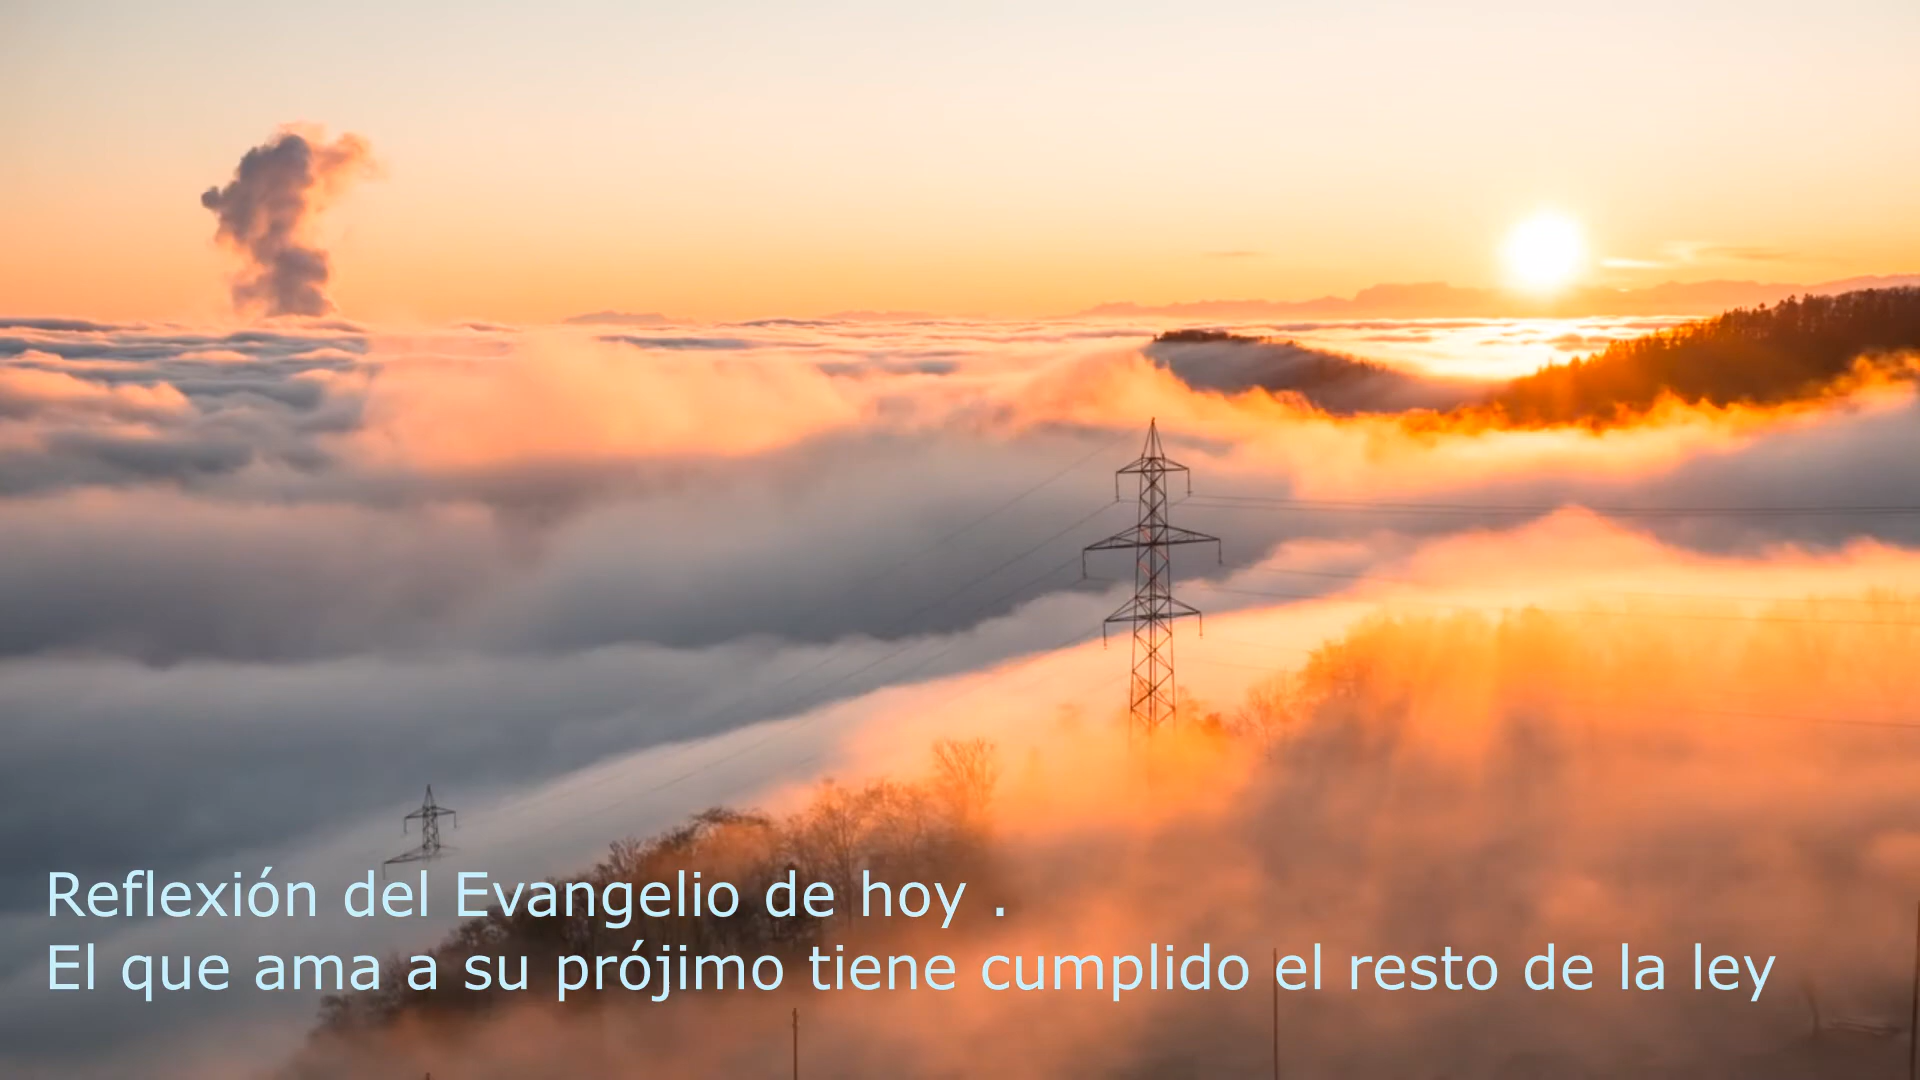 Reflexión del Evangelio de hoy .
El que ama a su prójimo tiene cumplido el resto de la ley